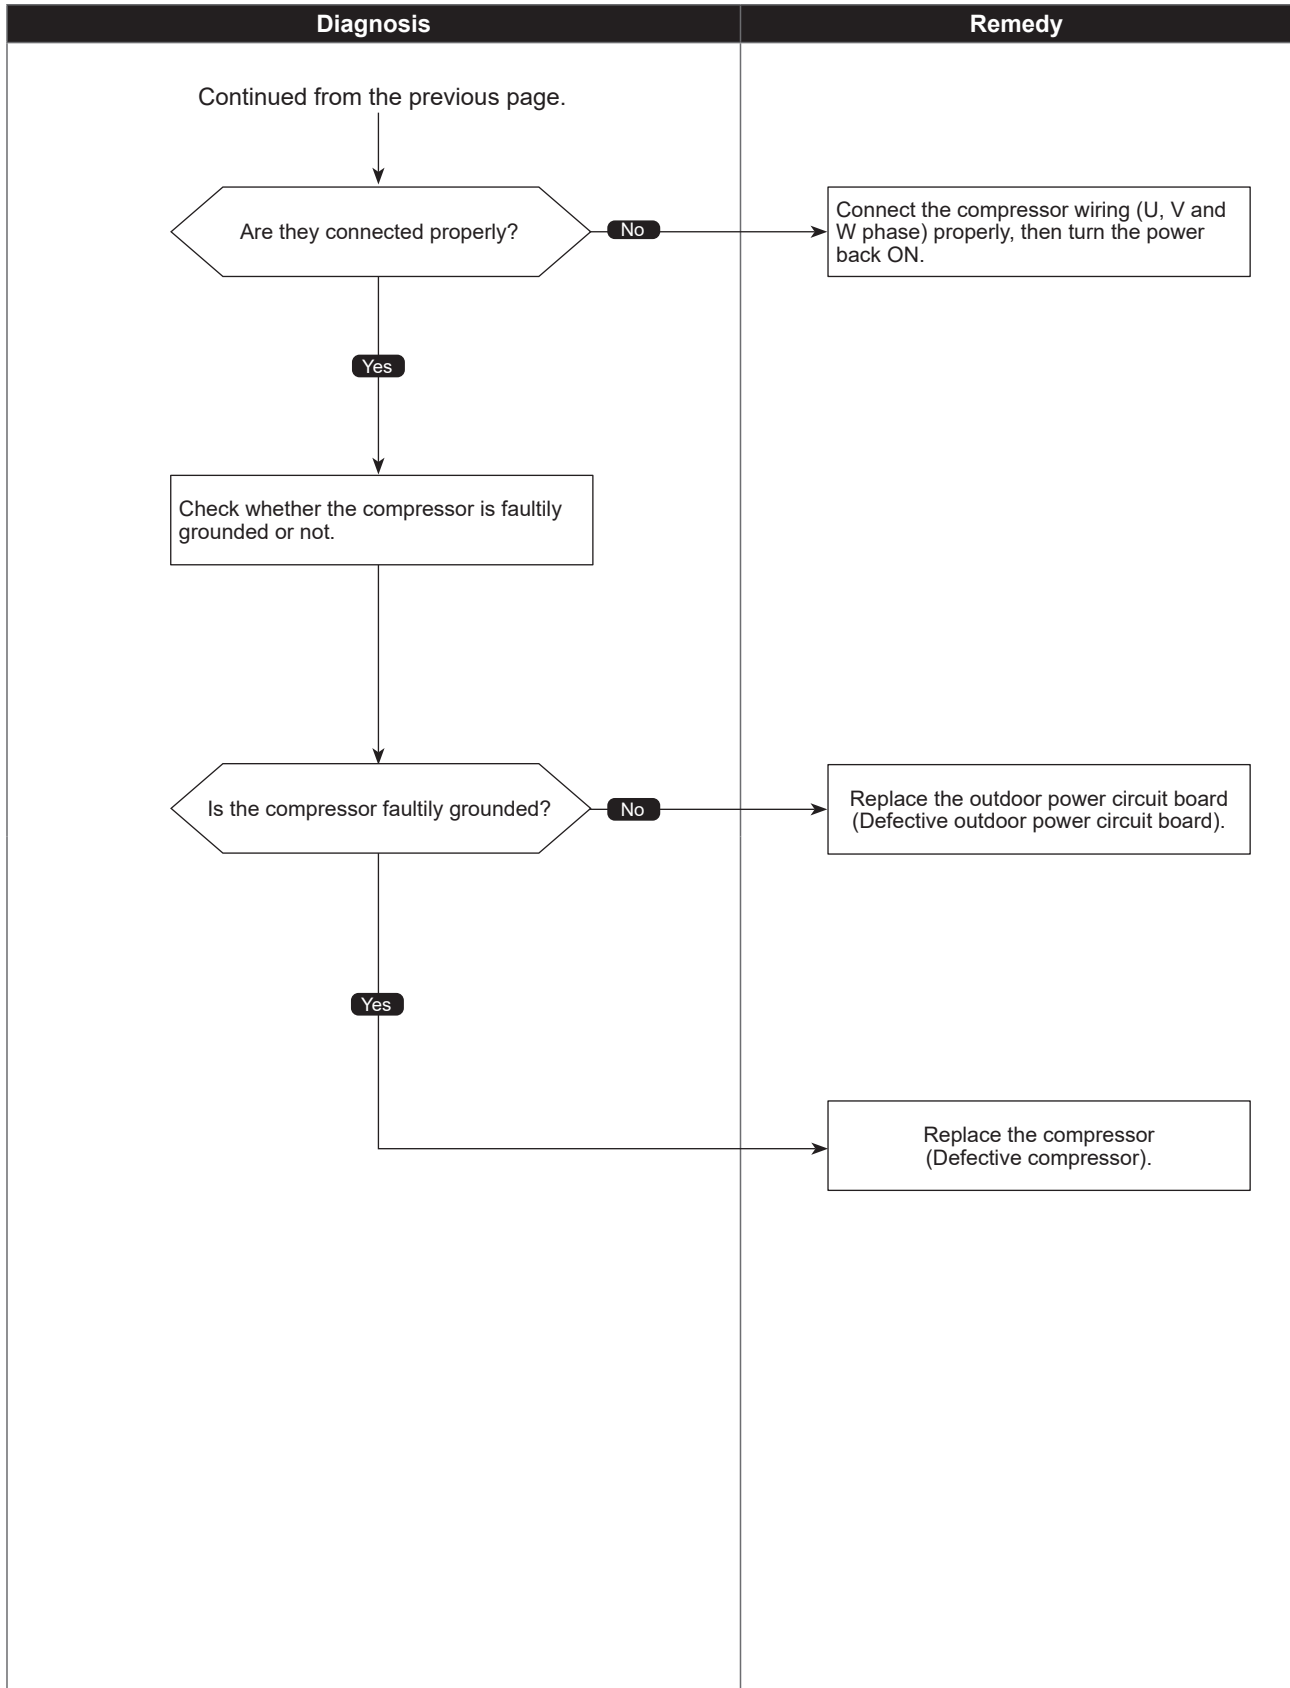 Diagnosis
Remedy
Continued from the previous page.
Are they connected properly?
No
Connect the compressor wiring (U, V and
W phase) properly, then turn the power
back ON.
Yes
Check whether the compressor is faultily
grounded or not.
Is the compressor faultily grounded?
No
Replace the outdoor power circuit board
(Defective outdoor power circuit board).
Yes
Replace the compressor
(Defective compressor).